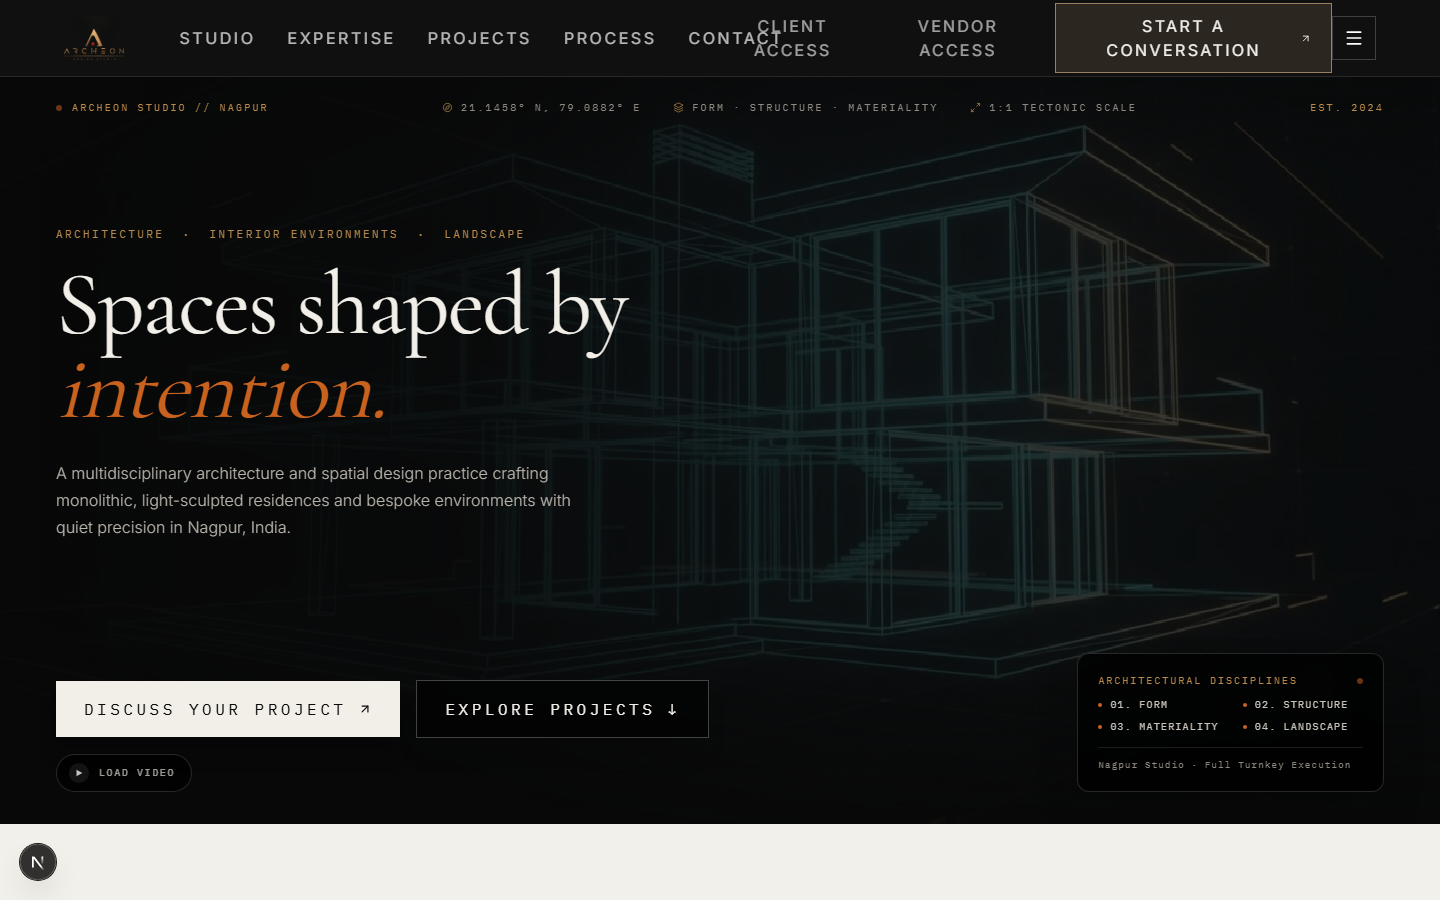 ARCHEON
STUDIO
EXPERTISE
PROJECTS
PROCESS
CONTACT
CLIENT
ACCESS
VENDOR
ACCESS
START A
CONVERSATION
ARCHEON STUDIO // NAGPUR
21.1458° N, 79.0882° E
FORM · STRUCTURE · MATERIALITY
1:1 TECTONIC SCALE
EST. 2024
ARCHITECTURE · INTERIOR ENVIRONMENTS · LANDSCAPE
Spaces shaped by
intention.
A multidisciplinary architecture and spatial design practice crafting
monolithic, light-sculpted residences and bespoke environments with
quiet precision in Nagpur, India.
DISCUSS YOUR PROJECT ↗
EXPLORE PROJECTS ↓
LOAD VIDEO
ARCHITECTURAL DISCIPLINES
01. FORM
02. STRUCTURE
03. MATERIALITY
04. LANDSCAPE
Nagpur Studio · Full Turnkey Execution
N